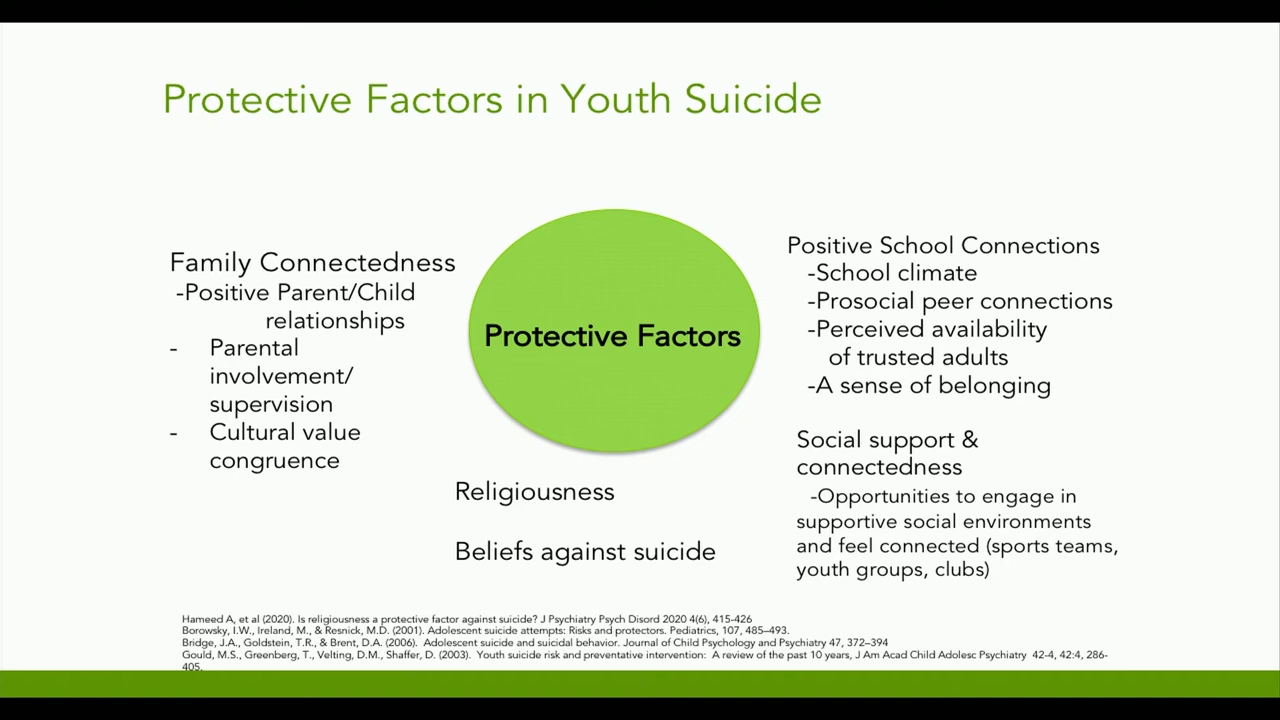 Protective Factors in Youth Suicide
Family Connectedness
-Positive Parent/Child
relationships
- Parental
involvement/
supervision
- Cultural value
congruence
Protective Factors
Religiousness
Beliefs against suicide
Positive School Connections
-School climate
-Prosocial peer connections
-Perceived availability
of trusted adults
-A sense of belonging
Social support &
connectedness
-Opportunities to engage in
supportive social environments
and feel connected (sports teams,
youth groups, clubs)
Hameed A, et al (2020). Is religiousness a protective factor against suicide? J Psychiatry Psych Disord 2020 4(6), 415-426
Borowsky, I.W., Ireland, M., & Resnick, M.D. (2001). Adolescent suicide attempts: Risks and protectors. Pediatrics, 107, 485–493.
Bridge, J.A., Goldstein, T.R., & Brent, D.A. (2006). Adolescent suicide and suicidal behavior. Journal of Child Psychology and Psychiatry 47, 372–394
Gould, M.S., Greenberg, T., Velting, D.M., Shaffer, D. (2003). Youth suicide risk and preventative intervention: A review of the past 10 years, J Am Acad Child Adolesc Psychiatry 42-4, 42:4, 286-
405.